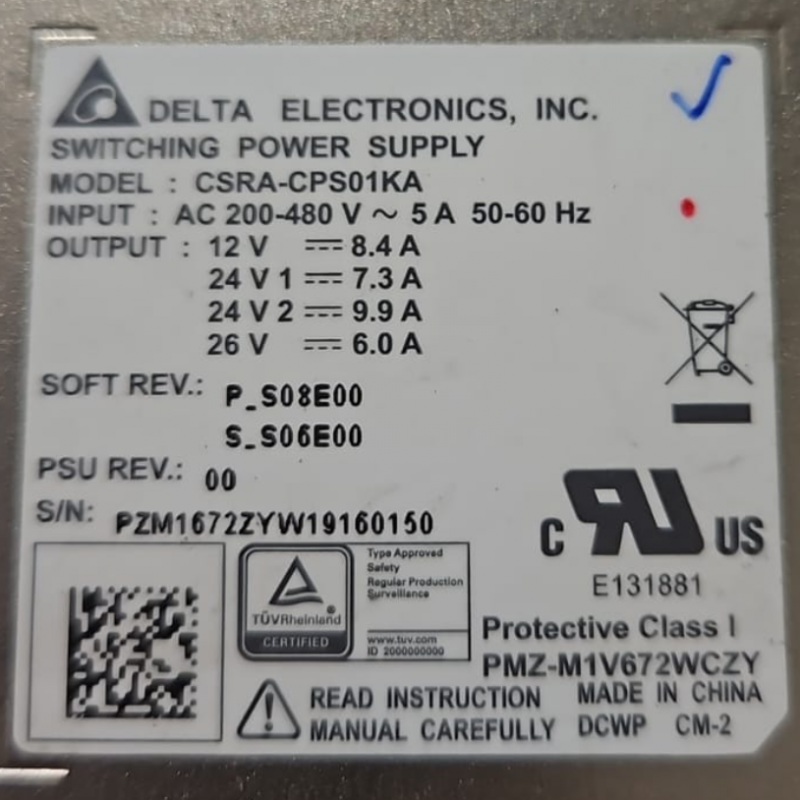 DELTA ELECTRONICS, INC.
SWITCHING POWER SUPPLY
MODEL : CSRA-CPS01KA
INPUT : AC 200-480 V ~ 5 A 50-60 Hz
OUTPUT : 12 V ⎓ 8.4 A
24 V 1 ⎓ 7.3 A
24 V 2 ⎓ 9.9 A
26 V ⎓ 6.0 A
SOFT REV.: P_S08E00
S_S06E00
PSU REV.: 00
S/N: PZM1672ZYW19160150
c RU US
E131881
TÜVRheinland®
CERTIFIED
Type Approved
Safety
Regular Production
Surveillance
www.tuv.com
ID 2000000000
Protective Class I
PMZ-M1V672WCZY
READ INSTRUCTION
MANUAL CAREFULLY
MADE IN CHINA
DCWP CM-2